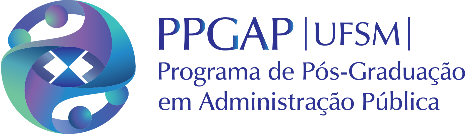 PPGAP |UFSM|
Programa de Pós-Graduação
em Administração Pública